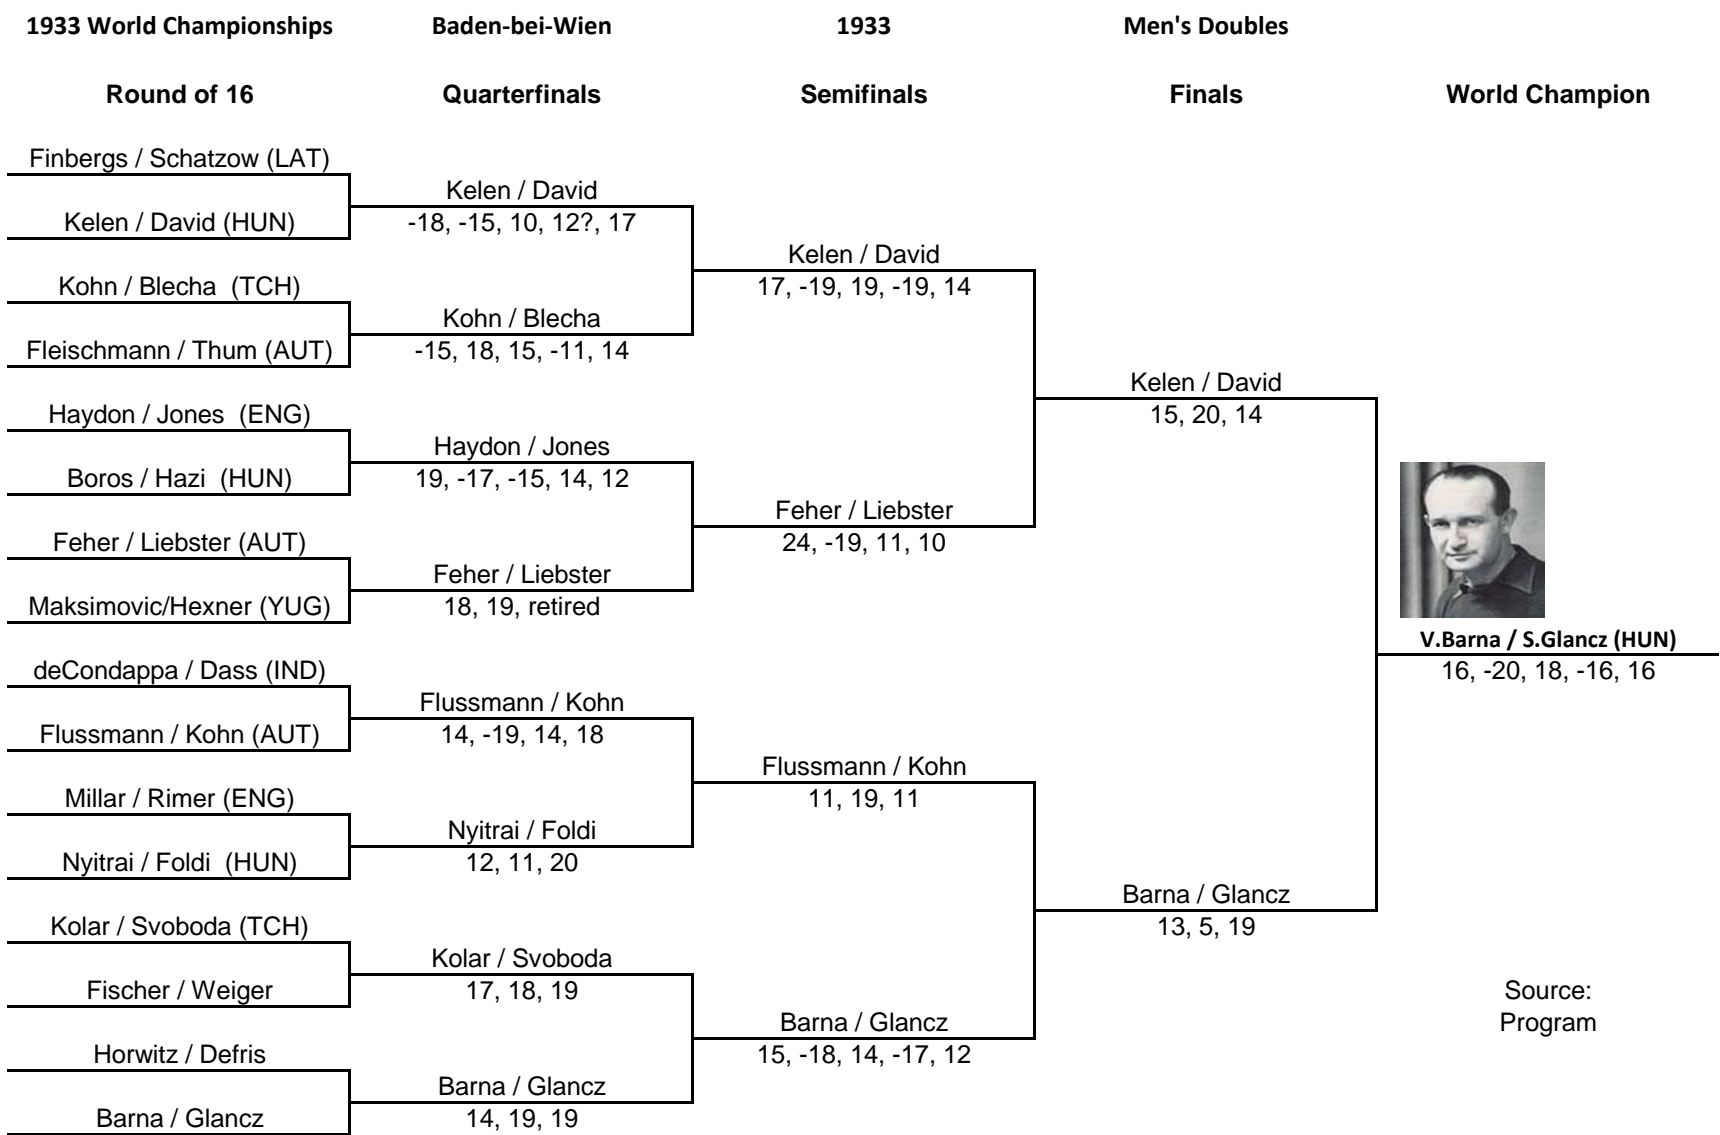 1933 World Championships
Baden-bei-Wien
1933
Men's Doubles
Round of 16
Quarterfinals
Semifinals
Finals
World Champion
Finbergs / Schatzow (LAT)
Kelen / David (HUN)
Kohn / Blecha (TCH)
Fleischmann / Thum (AUT)
Haydon / Jones (ENG)
Boros / Hazi (HUN)
Feher / Liebster (AUT)
Maksimovic/Hexner (YUG)
deCondappa / Dass (IND)
Flussmann / Kohn (AUT)
Millar / Rimer (ENG)
Nyitrai / Foldi (HUN)
Kolar / Svoboda (TCH)
Fischer / Weiger
Horwitz / Defris
Barna / Glancz
Kelen / David
-18, -15, 10, 12?, 17
Kohn / Blecha
-15, 18, 15, -11, 14
Haydon / Jones
19, -17, -15, 14, 12
Feher / Liebster
18, 19, retired
Flussmann / Kohn
14, -19, 14, 18
Nyitrai / Foldi
12, 11, 20
Kolar / Svoboda
17, 18, 19
Barna / Glancz
14, 19, 19
Kelen / David
17, -19, 19, -19, 14
Feher / Liebster
24, -19, 11, 10
Flussmann / Kohn
11, 19, 11
Barna / Glancz
15, -18, 14, -17, 12
Kelen / David
15, 20, 14
Barna / Glancz
13, 5, 19
V.Barna / S.Glancz (HUN)
16, -20, 18, -16, 16
Source:
Program